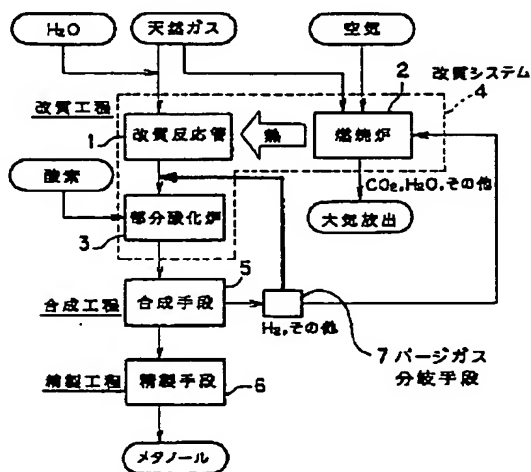 H₂O
天然ガス
空気
2
改質システム
4
改質工程
1
改質反応管
熱
燃焼炉
酸素
CO₂,H₂O,その他
3
部分酸化炉
大気放出
5
合成工程
合成手段
H₂,その他
7 パージガス
分岐手段
精製工程
精製手段
6
メタノール